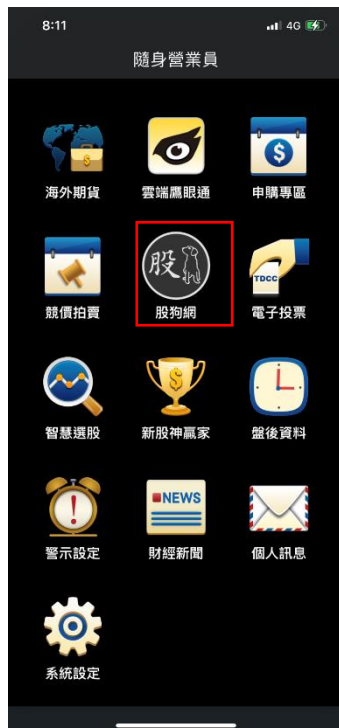 8:11
4G
隨身營業員
海外期貨
雲端鷹眼通
申購專區
競價拍賣
股
股狗網
TDCC
電子投票
智慧選股
新股神贏家
盤後資料
警示設定
NEWS
財經新聞
個人訊息
系統設定